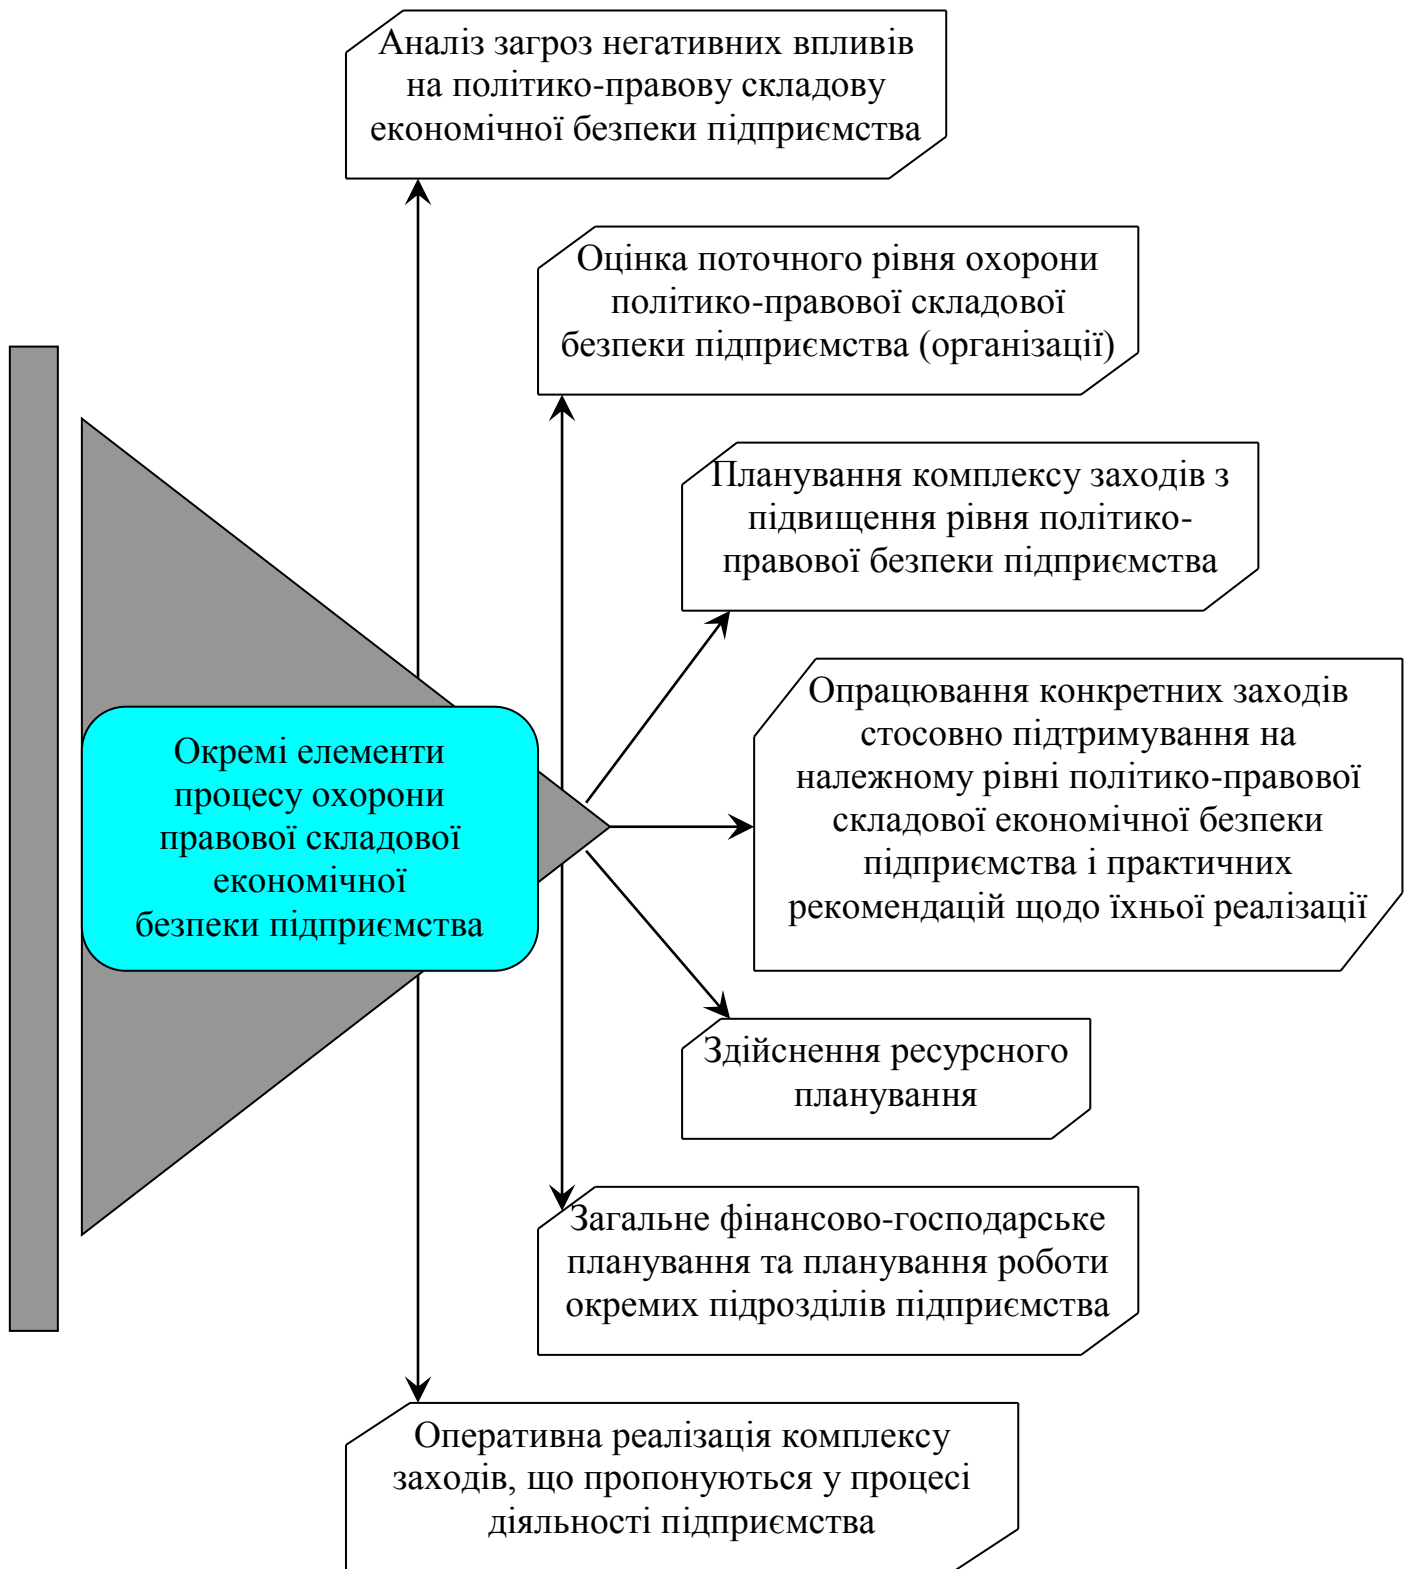 Аналіз загроз негативних впливів
на політико-правову складову
економічної безпеки підприємства
Оцінка поточного рівня охорони
політико-правової складової
безпеки підприємства (організації)
Планування комплексу заходів з
підвищення рівня політико-
правової безпеки підприємства
Опрацювання конкретних заходів
стосовно підтримування на
належному рівні політико-правової
складової економічної безпеки
підприємства і практичних
рекомендацій щодо їхньої реалізації
Окремі елементи
процесу охорони
правової складової
економічної
безпеки підприємства
Здійснення ресурсного
планування
Загальне фінансово-господарське
планування та планування роботи
окремих підрозділів підприємства
Оперативна реалізація комплексу
заходів, що пропонуються у процесі
діяльності підприємства